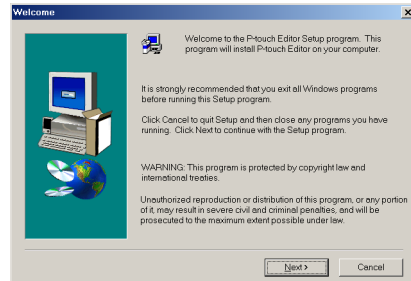 Welcome
Welcome to the P-touch Editor Setup program. This
program will install P-touch Editor on your computer.
It is strongly recommended that you exit all Windows programs
before running this Setup program.
Click Cancel to quit Setup and then close any programs you have
running. Click Next to continue with the Setup program.
WARNING: This program is protected by copyright law and
international treaties.
Unauthorized reproduction or distribution of this program, or any portion
of it, may result in severe civil and criminal penalties, and will be
prosecuted to the maximum extent possible under law.
Next > Cancel